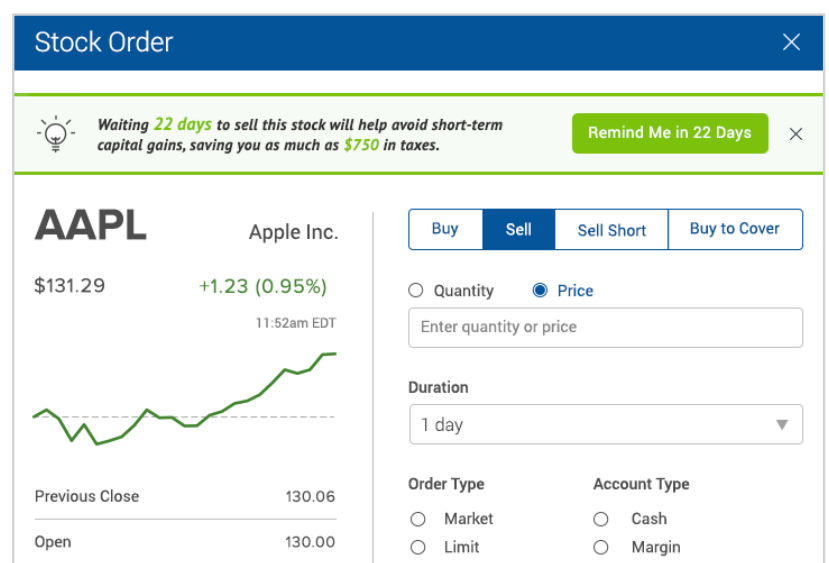 Stock Order
Waiting 22 days to sell this stock will help avoid short-term
capital gains, saving you as much as $750 in taxes.
Remind Me in 22 Days
AAPL
Apple Inc.
$131.29
+1.23 (0.95%)
11:52am EDT
Previous Close
130.06
Open
130.00
Buy
Sell
Sell Short
Buy to Cover
Quantity
Price
Enter quantity or price
Duration
1 day
Order Type
Account Type
Market
Cash
Limit
Margin